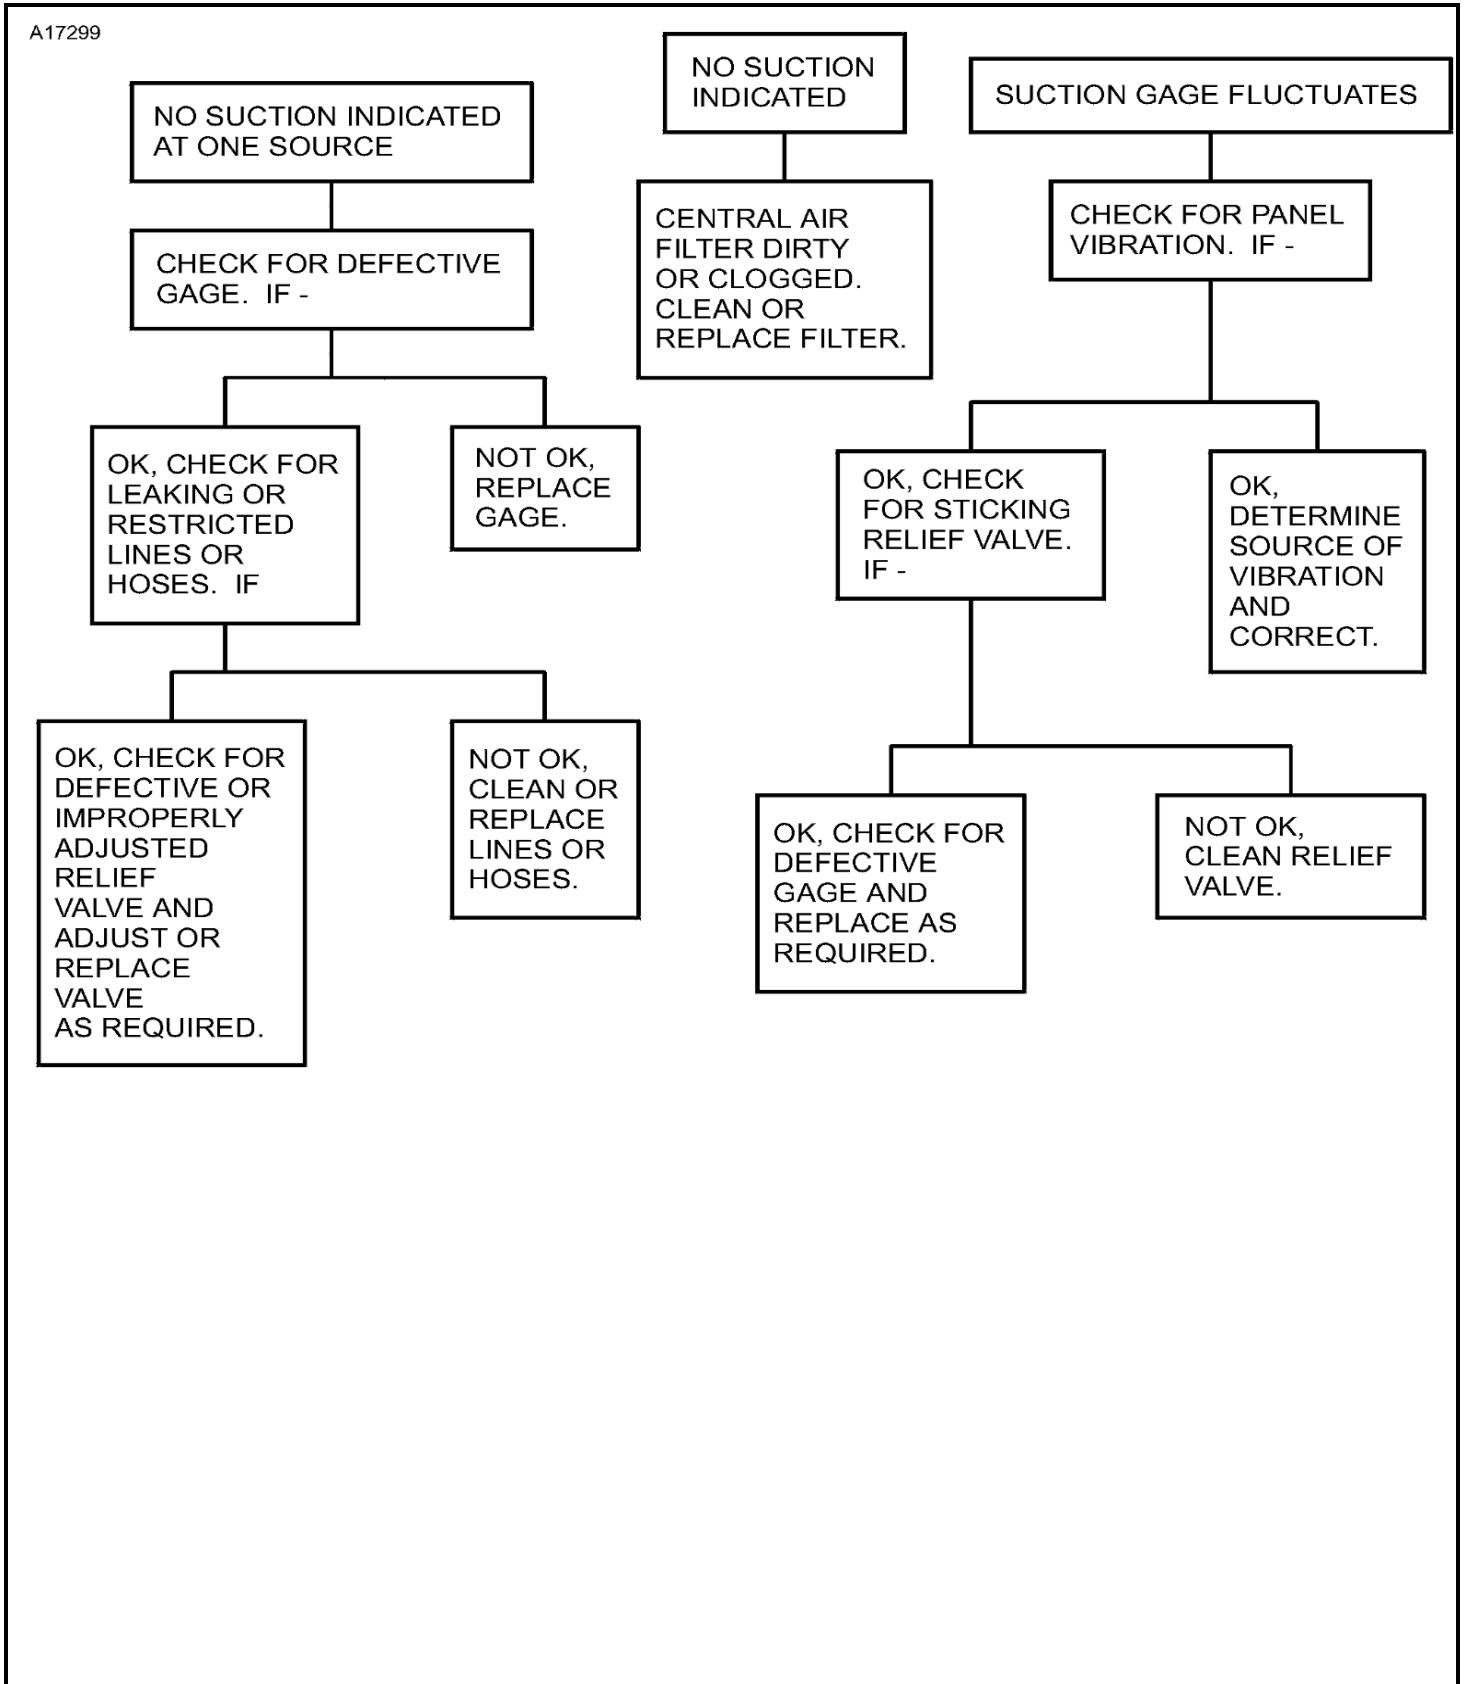 A17299
NO SUCTION INDICATED
AT ONE SOURCE
CHECK FOR DEFECTIVE
GAGE.  IF -
OK, CHECK FOR
LEAKING OR
RESTRICTED
LINES OR
HOSES.  IF
NOT OK,
REPLACE
GAGE.
OK, CHECK FOR
DEFECTIVE OR
IMPROPERLY
ADJUSTED
RELIEF
VALVE AND
ADJUST OR
REPLACE
VALVE
AS REQUIRED.
NOT OK,
CLEAN OR
REPLACE
LINES OR
HOSES.
NO SUCTION
INDICATED
CENTRAL AIR
FILTER DIRTY
OR CLOGGED.
CLEAN OR
REPLACE FILTER.
SUCTION GAGE FLUCTUATES
CHECK FOR PANEL
VIBRATION.  IF -
OK, CHECK
FOR STICKING
RELIEF VALVE.
IF -
OK,
DETERMINE
SOURCE OF
VIBRATION
AND
CORRECT.
OK, CHECK FOR
DEFECTIVE
GAGE AND
REPLACE AS
REQUIRED.
NOT OK,
CLEAN RELIEF
VALVE.